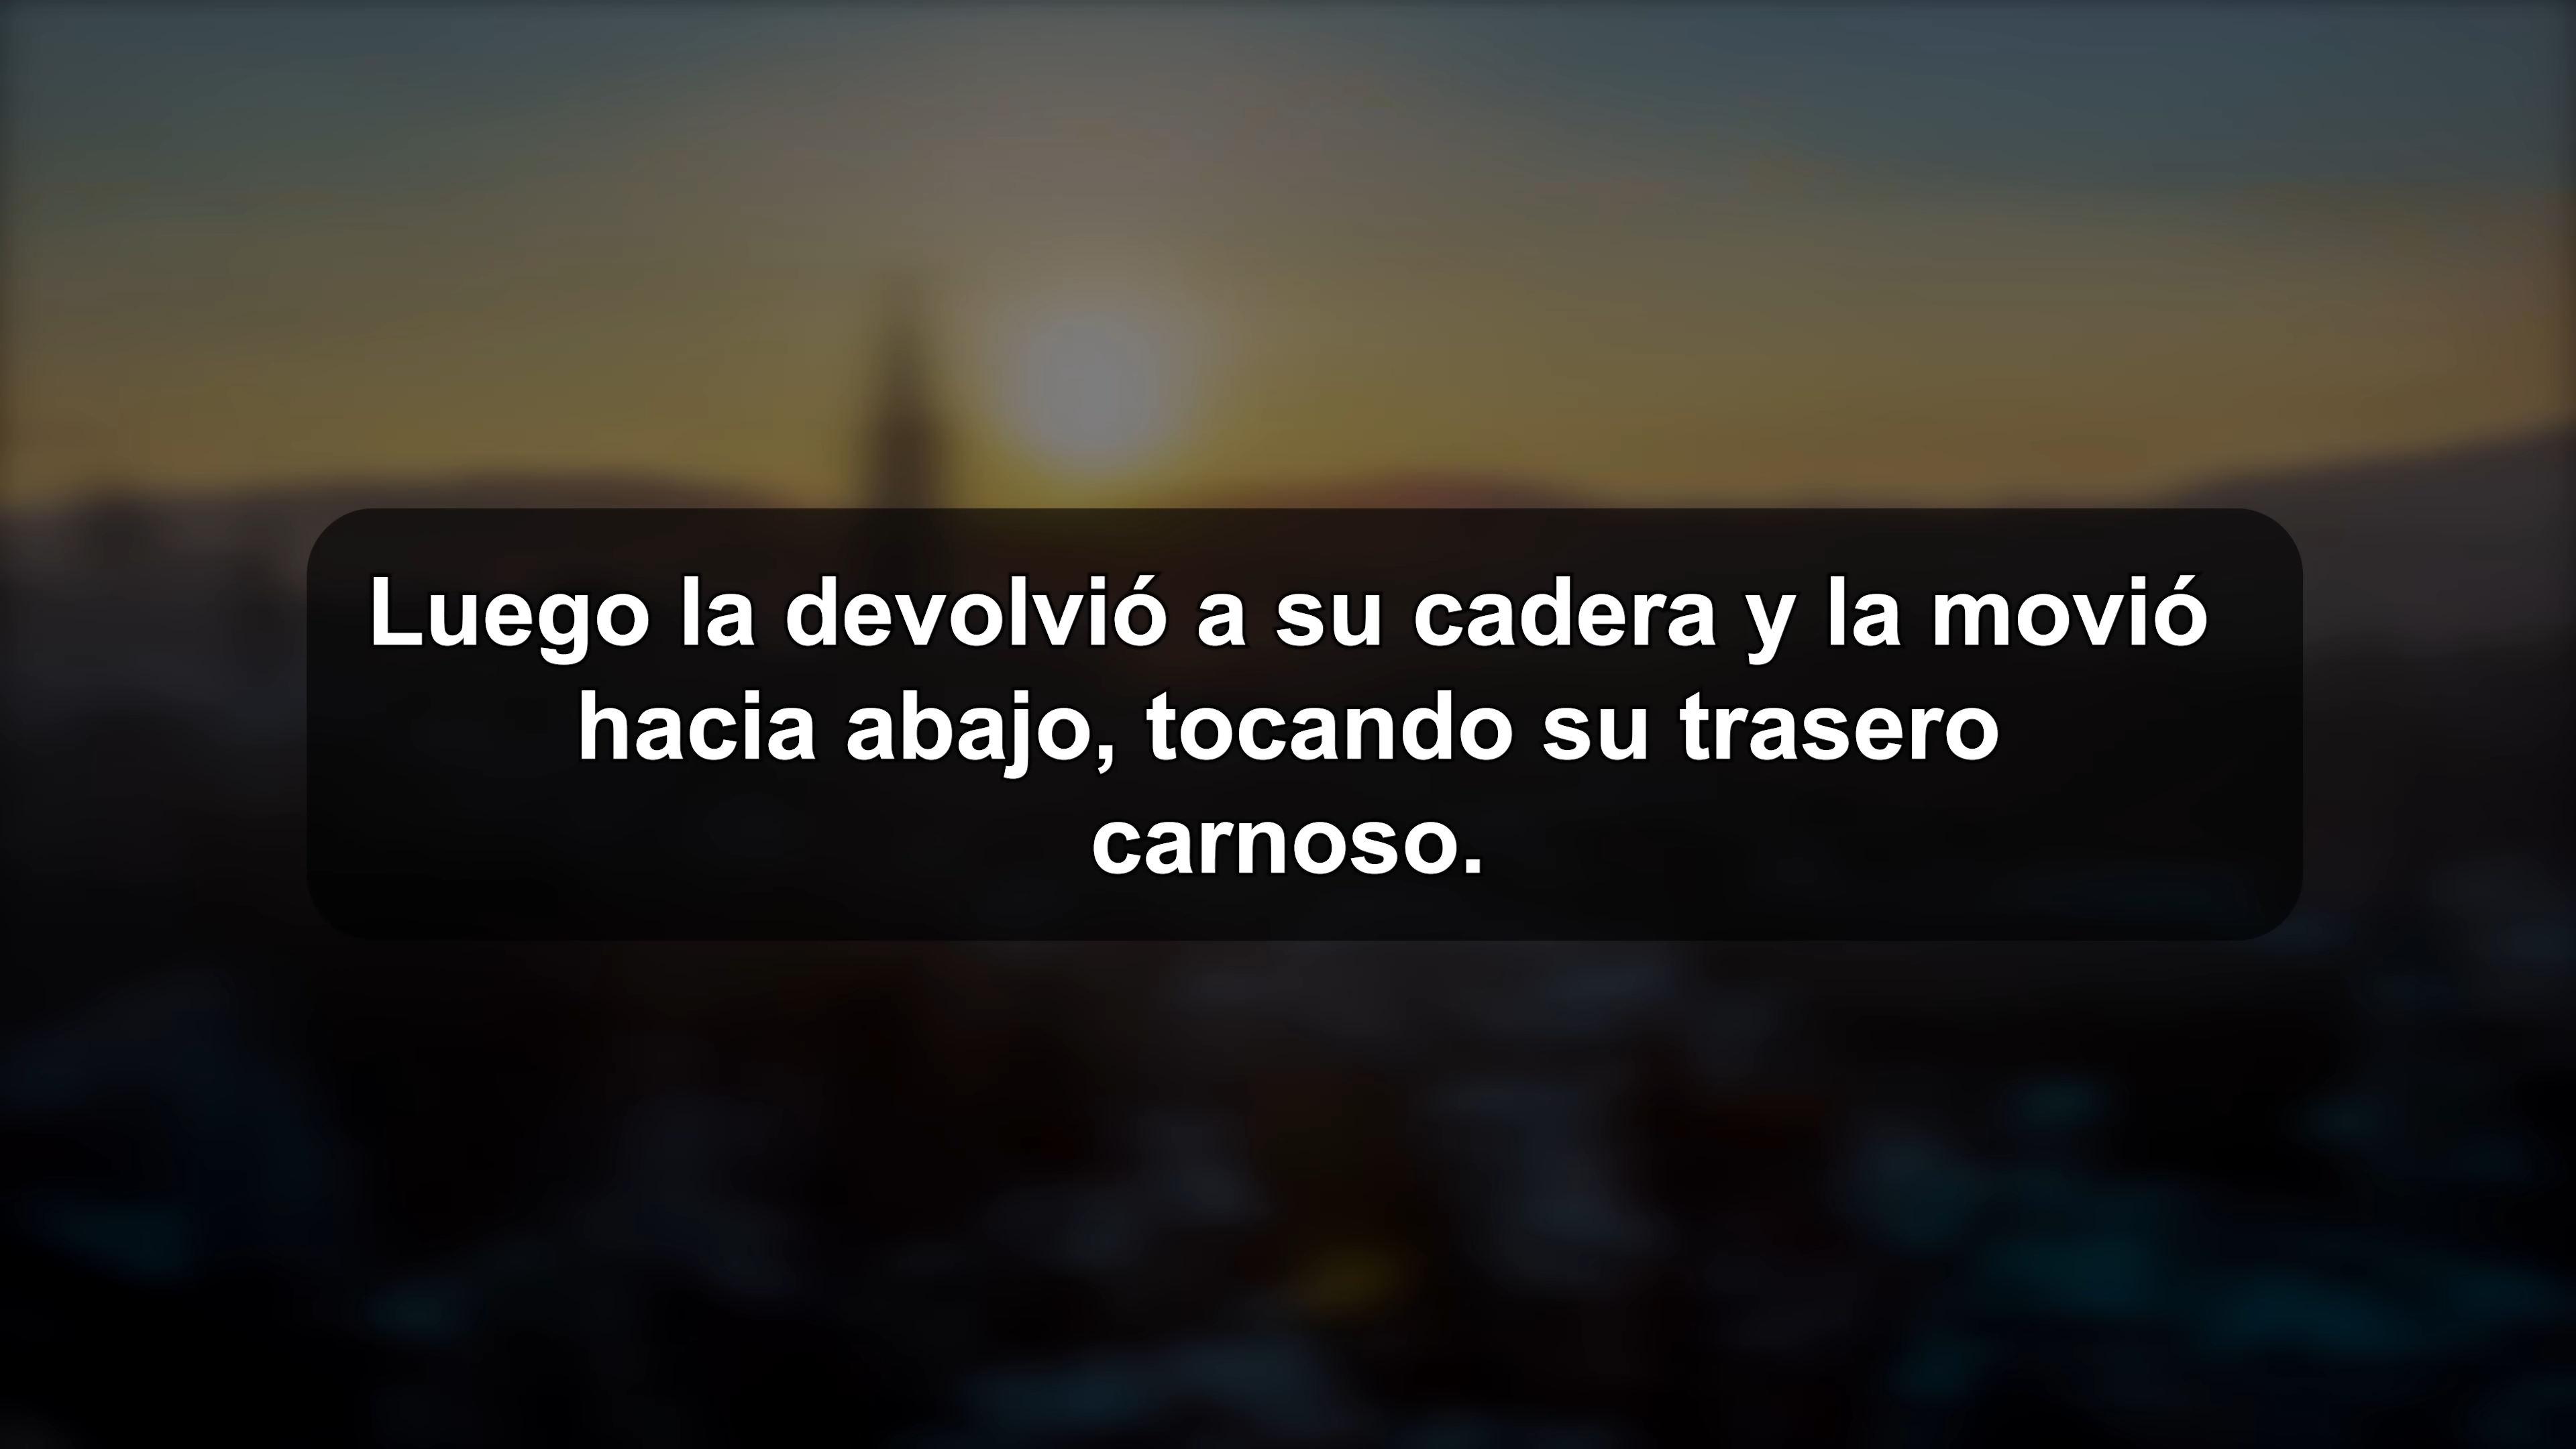 Luego la devolvió a su cadera y la movió
hacia abajo, tocando su trasero
carnoso.